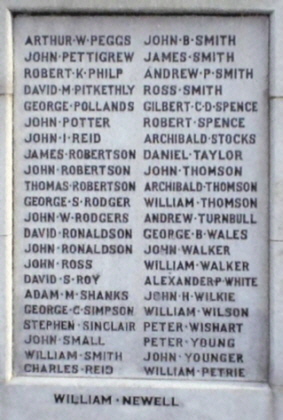 ARTHUR·W·PEGGS
JOHN·PETTIGREW
ROBERT·K·PHILP
DAVID·M·PITKETHLY
GEORGE·POLLANDS
JOHN·POTTER
JOHN·I·REID
JAMES·ROBERTSON
JOHN·ROBERTSON
THOMAS·ROBERTSON
GEORGE·S·RODGER
JOHN·W·RODGERS
DAVID·RONALDSON
JOHN·RONALDSON
JOHN·ROSS
DAVID·S·ROY
ADAM·M·SHANKS
GEORGE·C·SIMPSON
STEPHEN·SINCLAIR
JOHN·SMALL
WILLIAM·SMITH
CHARLES·REID
JOHN·B·SMITH
JAMES·SMITH
ANDREW·P·SMITH
ROSS·SMITH
GILBERT·C·D·SPENCE
ROBERT·SPENCE
ARCHIBALD·STOCKS
DANIEL·TAYLOR
JOHN·THOMSON
ARCHIBALD·THOMSON
WILLIAM·THOMSON
ANDREW·TURNBULL
GEORGE·B·WALES
JOHN·WALKER
WILLIAM·WALKER
ALEXANDER·P·WHITE
JOHN·H·WILKIE
WILLIAM·WILSON
PETER·WISHART
PETER·YOUNG
JOHN·YOUNGER
WILLIAM·PETRIE
WILLIAM·NEWELL